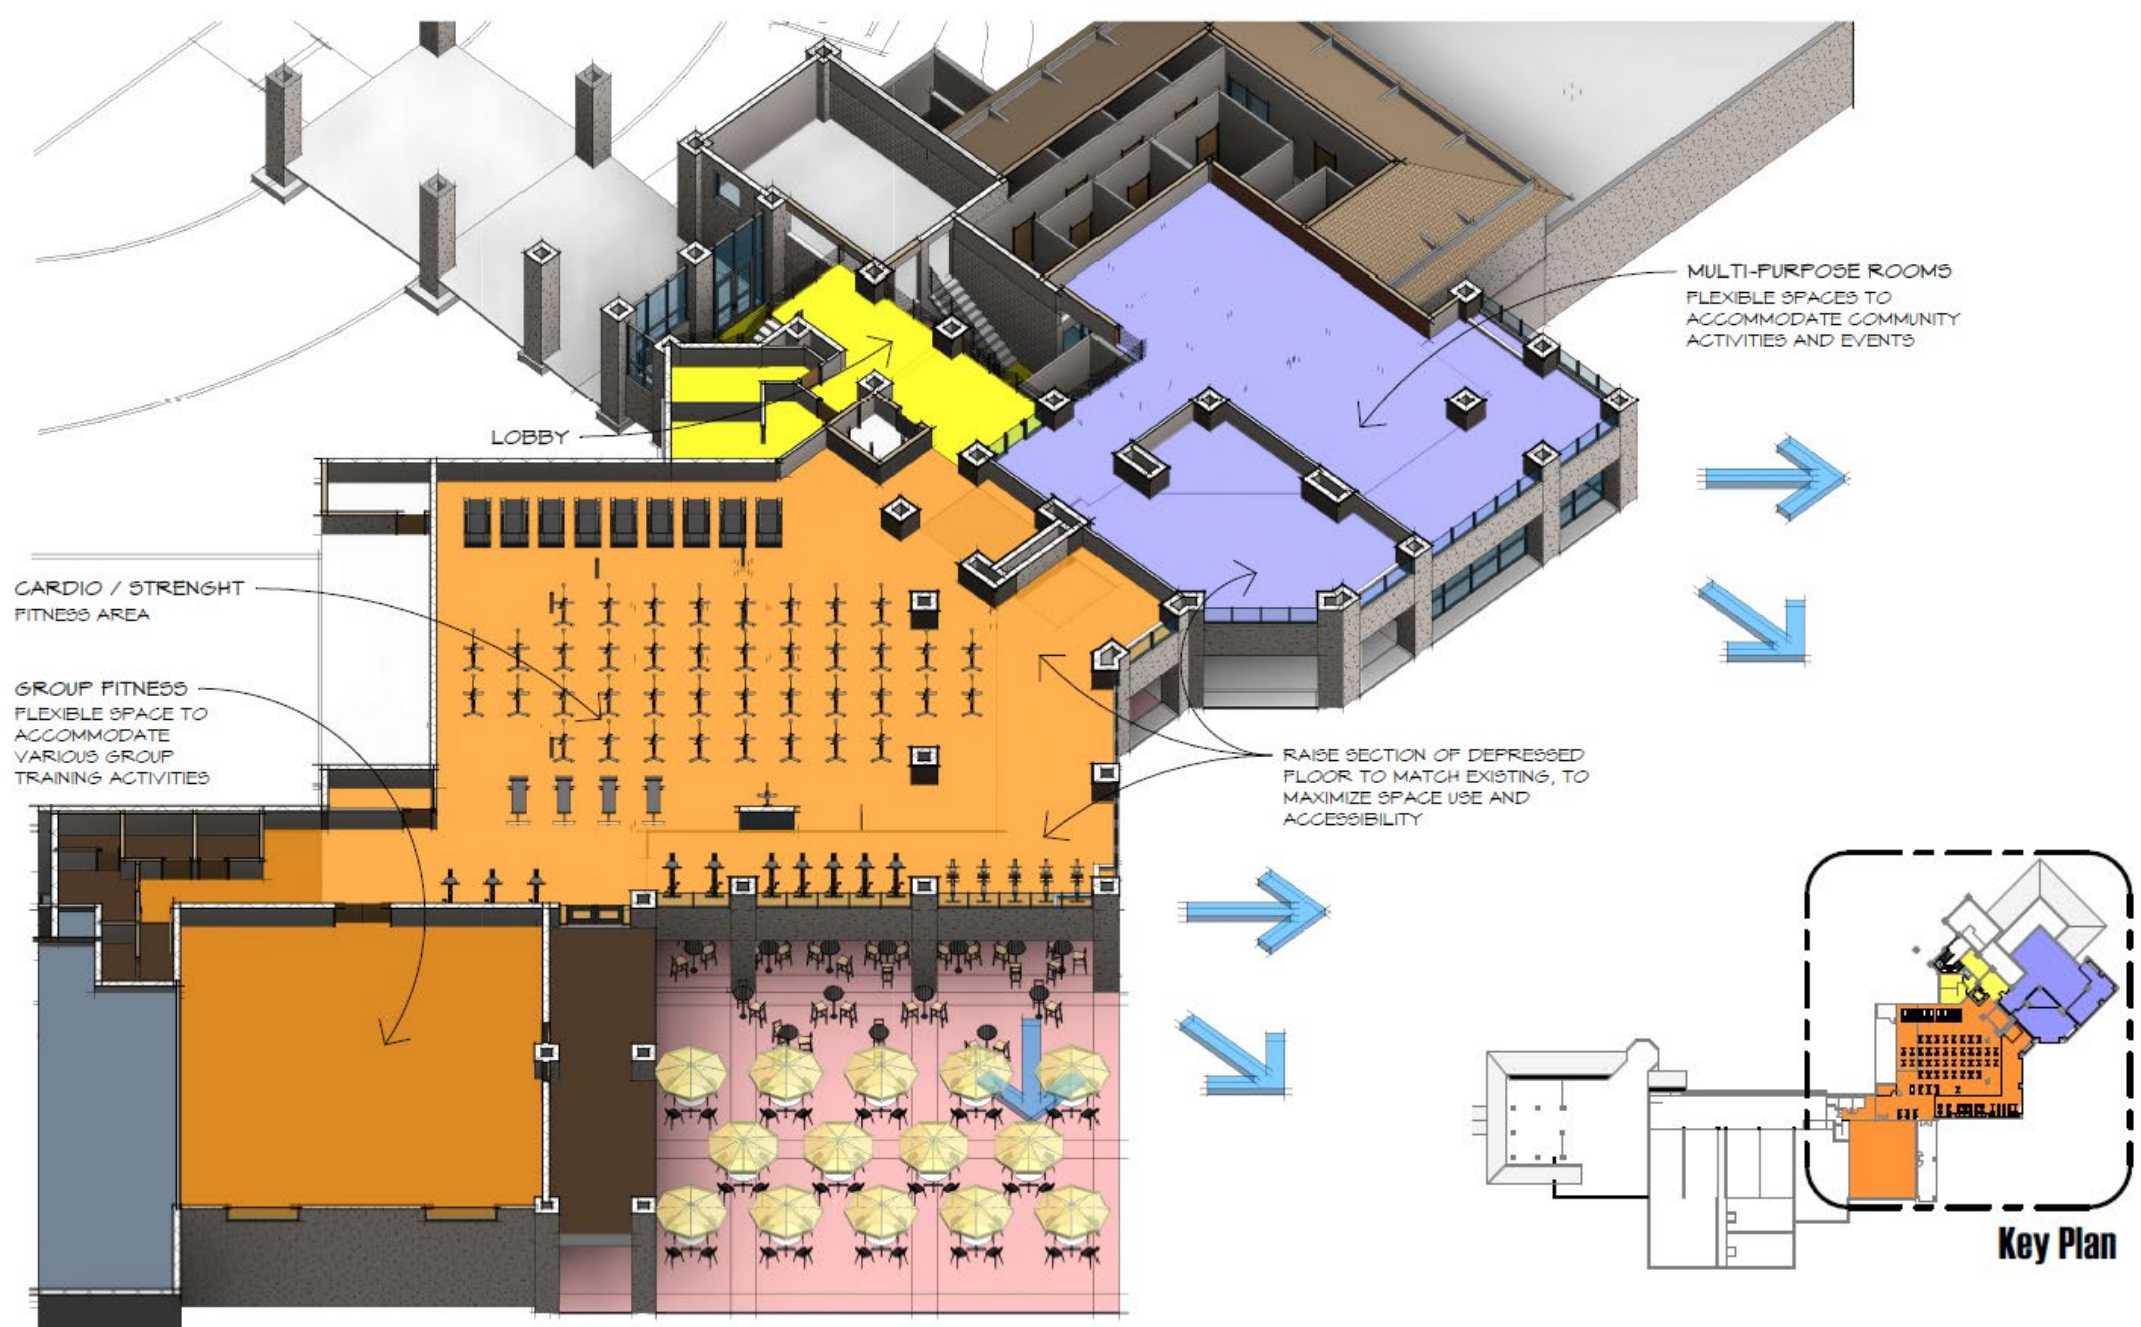 MULTI-PURPOSE ROOMS
FLEXIBLE SPACES TO
ACCOMMODATE COMMUNITY
ACTIVITIES AND EVENTS
LOBBY
CARDIO / STRENGHT
FITNESS AREA
GROUP FITNESS
FLEXIBLE SPACE TO
ACCOMMODATE
VARIOUS GROUP
TRAINING ACTIVITIES
RAISE SECTION OF DEPRESSED
FLOOR TO MATCH EXISTING, TO
MAXIMIZE SPACE USE AND
ACCESSIBILITY
Key Plan